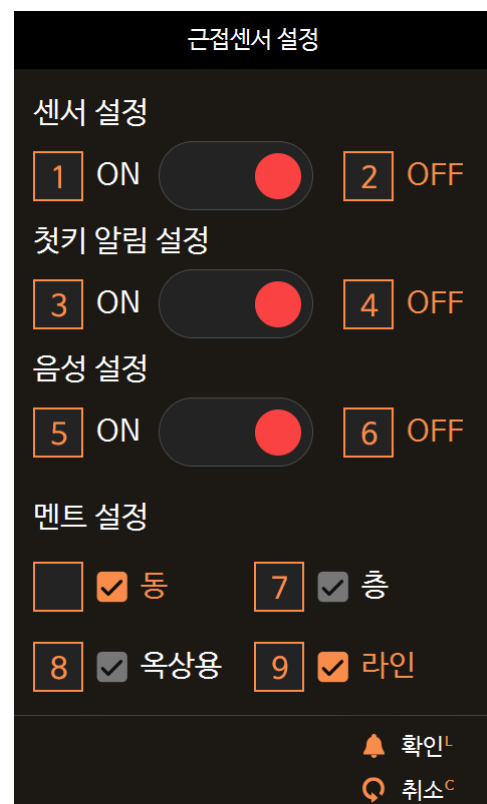 근접센서 설정
센서 설정
1 ON 2 OFF
첫키 알림 설정
3 ON 4 OFF
음성 설정
5 ON 6 OFF
멘트 설정
동 7 층
8 옥상용 9 라인
확인L
취소C